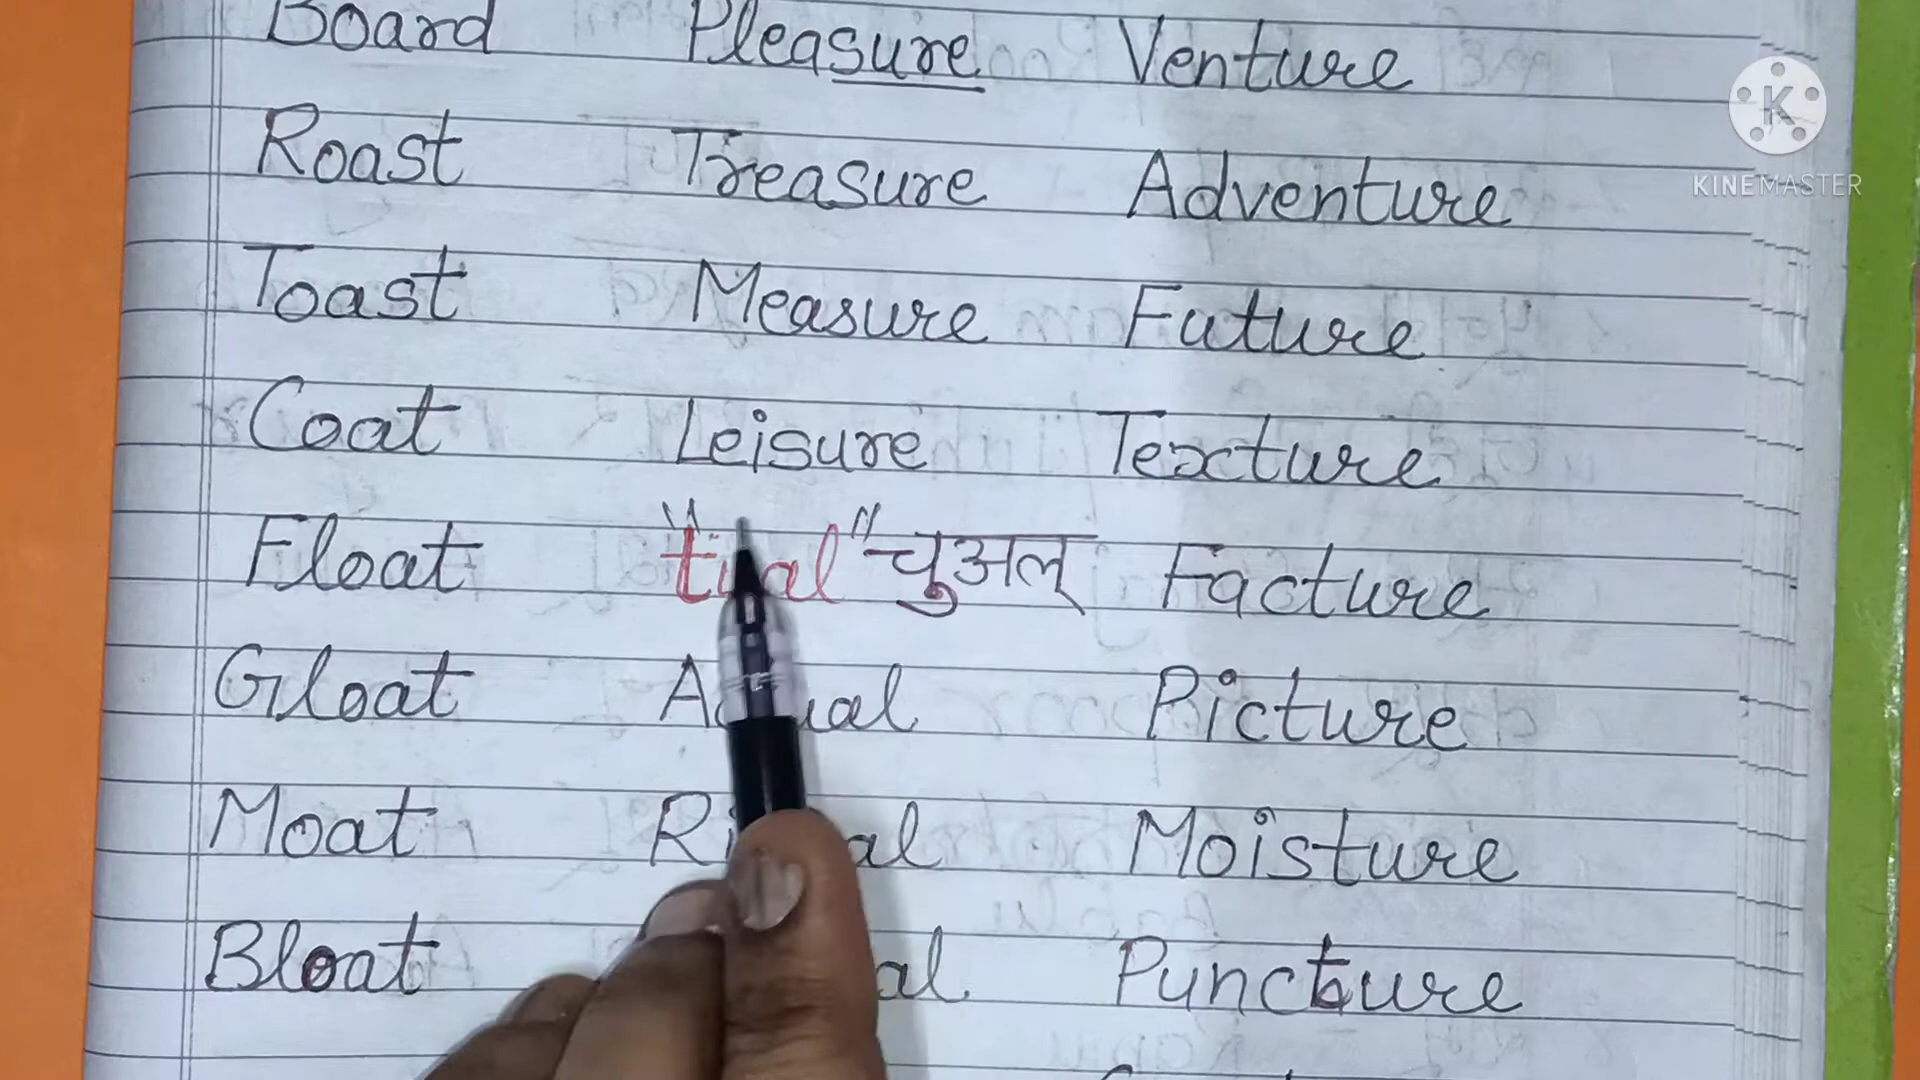 Board Pleasure Venture
Roast Treasure Adventure
Toast Measure Future
Coat Leisure Texture
Float चुअल् Facture
Gloat Picture
Moat Moisture
Bloat Puncture
KINEMASTER